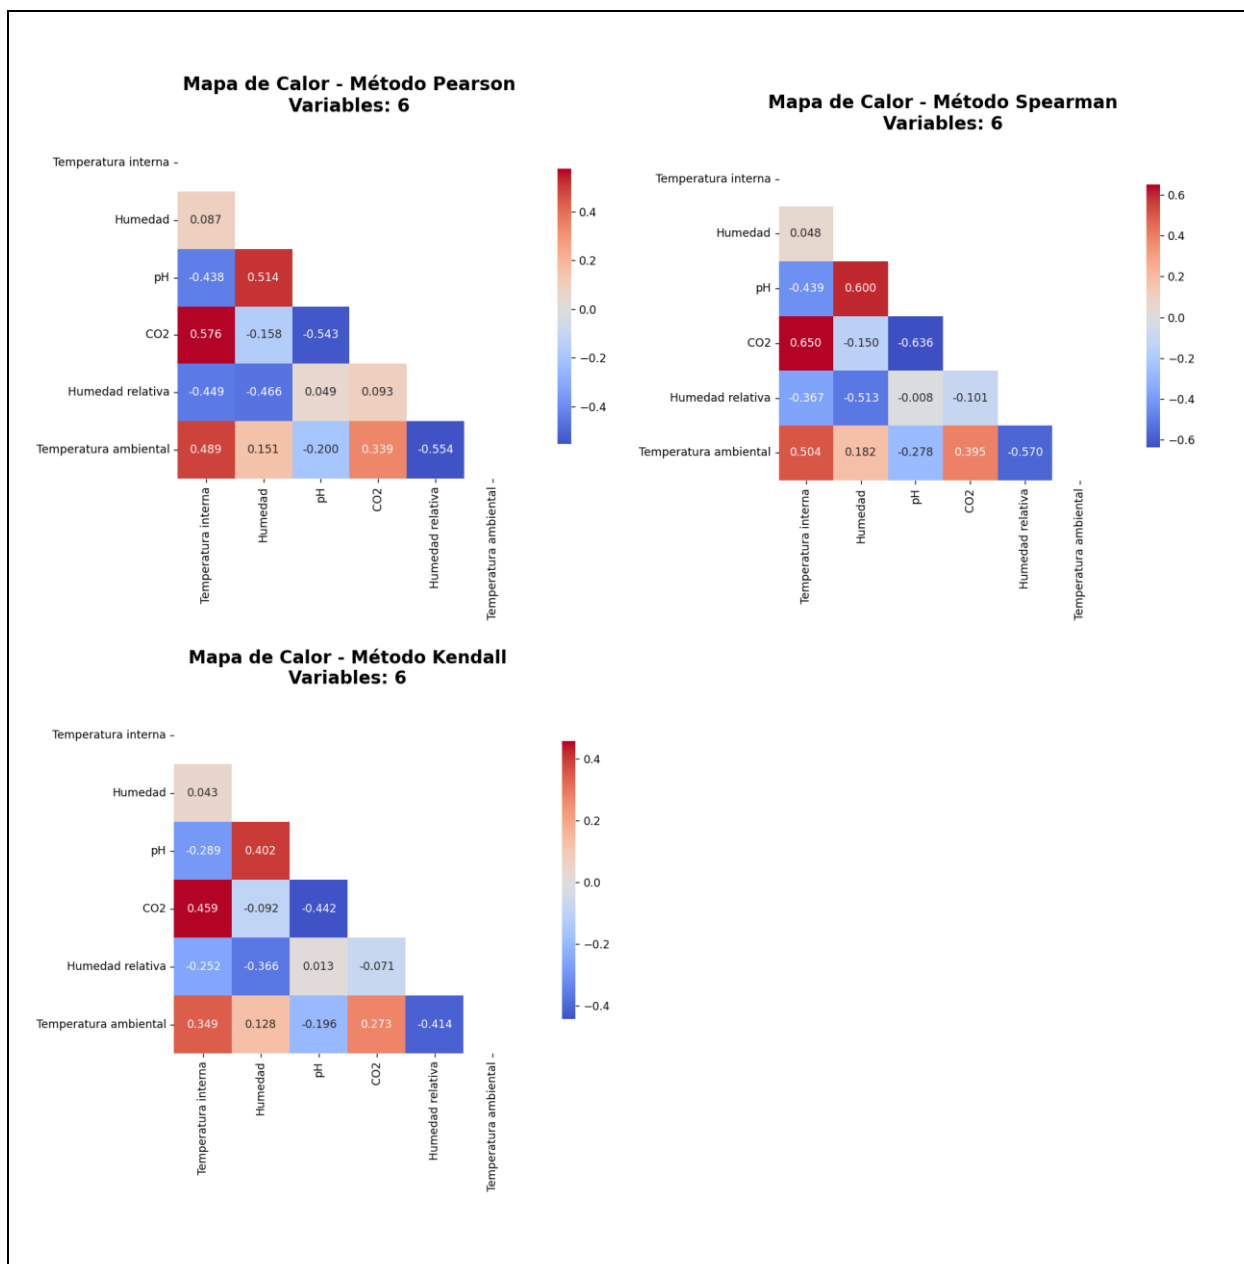 Mapa de Calor - Método Pearson
Variables: 6
Temperatura interna
Humedad
0.087
pH
-0.438 0.514
CO2
0.576 -0.158 -0.543
Humedad relativa
-0.449 -0.466 0.049 0.093
Temperatura ambiental
0.489 0.151 -0.200 0.339 -0.554
Temperatura interna
Humedad
pH
CO2
Humedad relativa
Temperatura ambiental
0.4
0.2
0.0
−0.2
−0.4
Mapa de Calor - Método Spearman
Variables: 6
Temperatura interna
Humedad
0.048
pH
-0.439 0.600
CO2
0.650 -0.150 -0.636
Humedad relativa
-0.367 -0.513 -0.008 -0.101
Temperatura ambiental
0.504 0.182 -0.278 0.395 -0.570
Temperatura interna
Humedad
pH
CO2
Humedad relativa
Temperatura ambiental
0.6
0.4
0.2
0.0
−0.2
−0.4
−0.6
Mapa de Calor - Método Kendall
Variables: 6
Temperatura interna
Humedad
0.043
pH
-0.289 0.402
CO2
0.459 -0.092 -0.442
Humedad relativa
-0.252 -0.366 0.013 -0.071
Temperatura ambiental
0.349 0.128 -0.196 0.273 -0.414
Temperatura interna
Humedad
pH
CO2
Humedad relativa
Temperatura ambiental
0.4
0.2
0.0
−0.2
−0.4